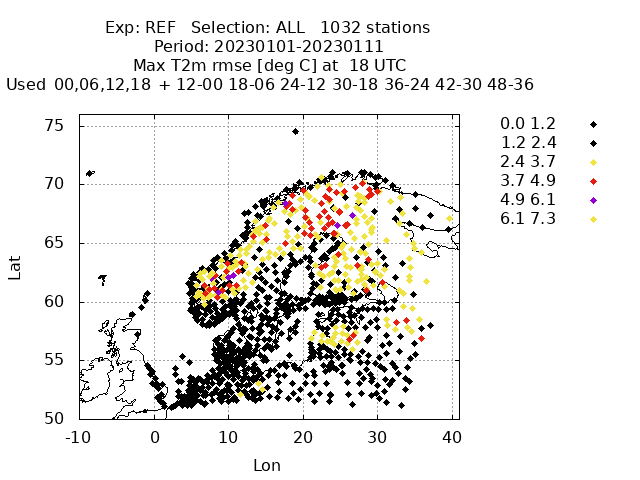 Exp: REF   Selection: ALL   1032 stations
Period: 20230101-20230111
Max T2m rmse [deg C] at  18 UTC
Used  00,06,12,18  + 12-00 18-06 24-12 30-18 36-24 42-30 48-36
0.0 1.2
1.2 2.4
2.4 3.7
3.7 4.9
4.9 6.1
6.1 7.3
75
70
65
60
55
50
Lat
-10 0 10 20 30 40
Lon